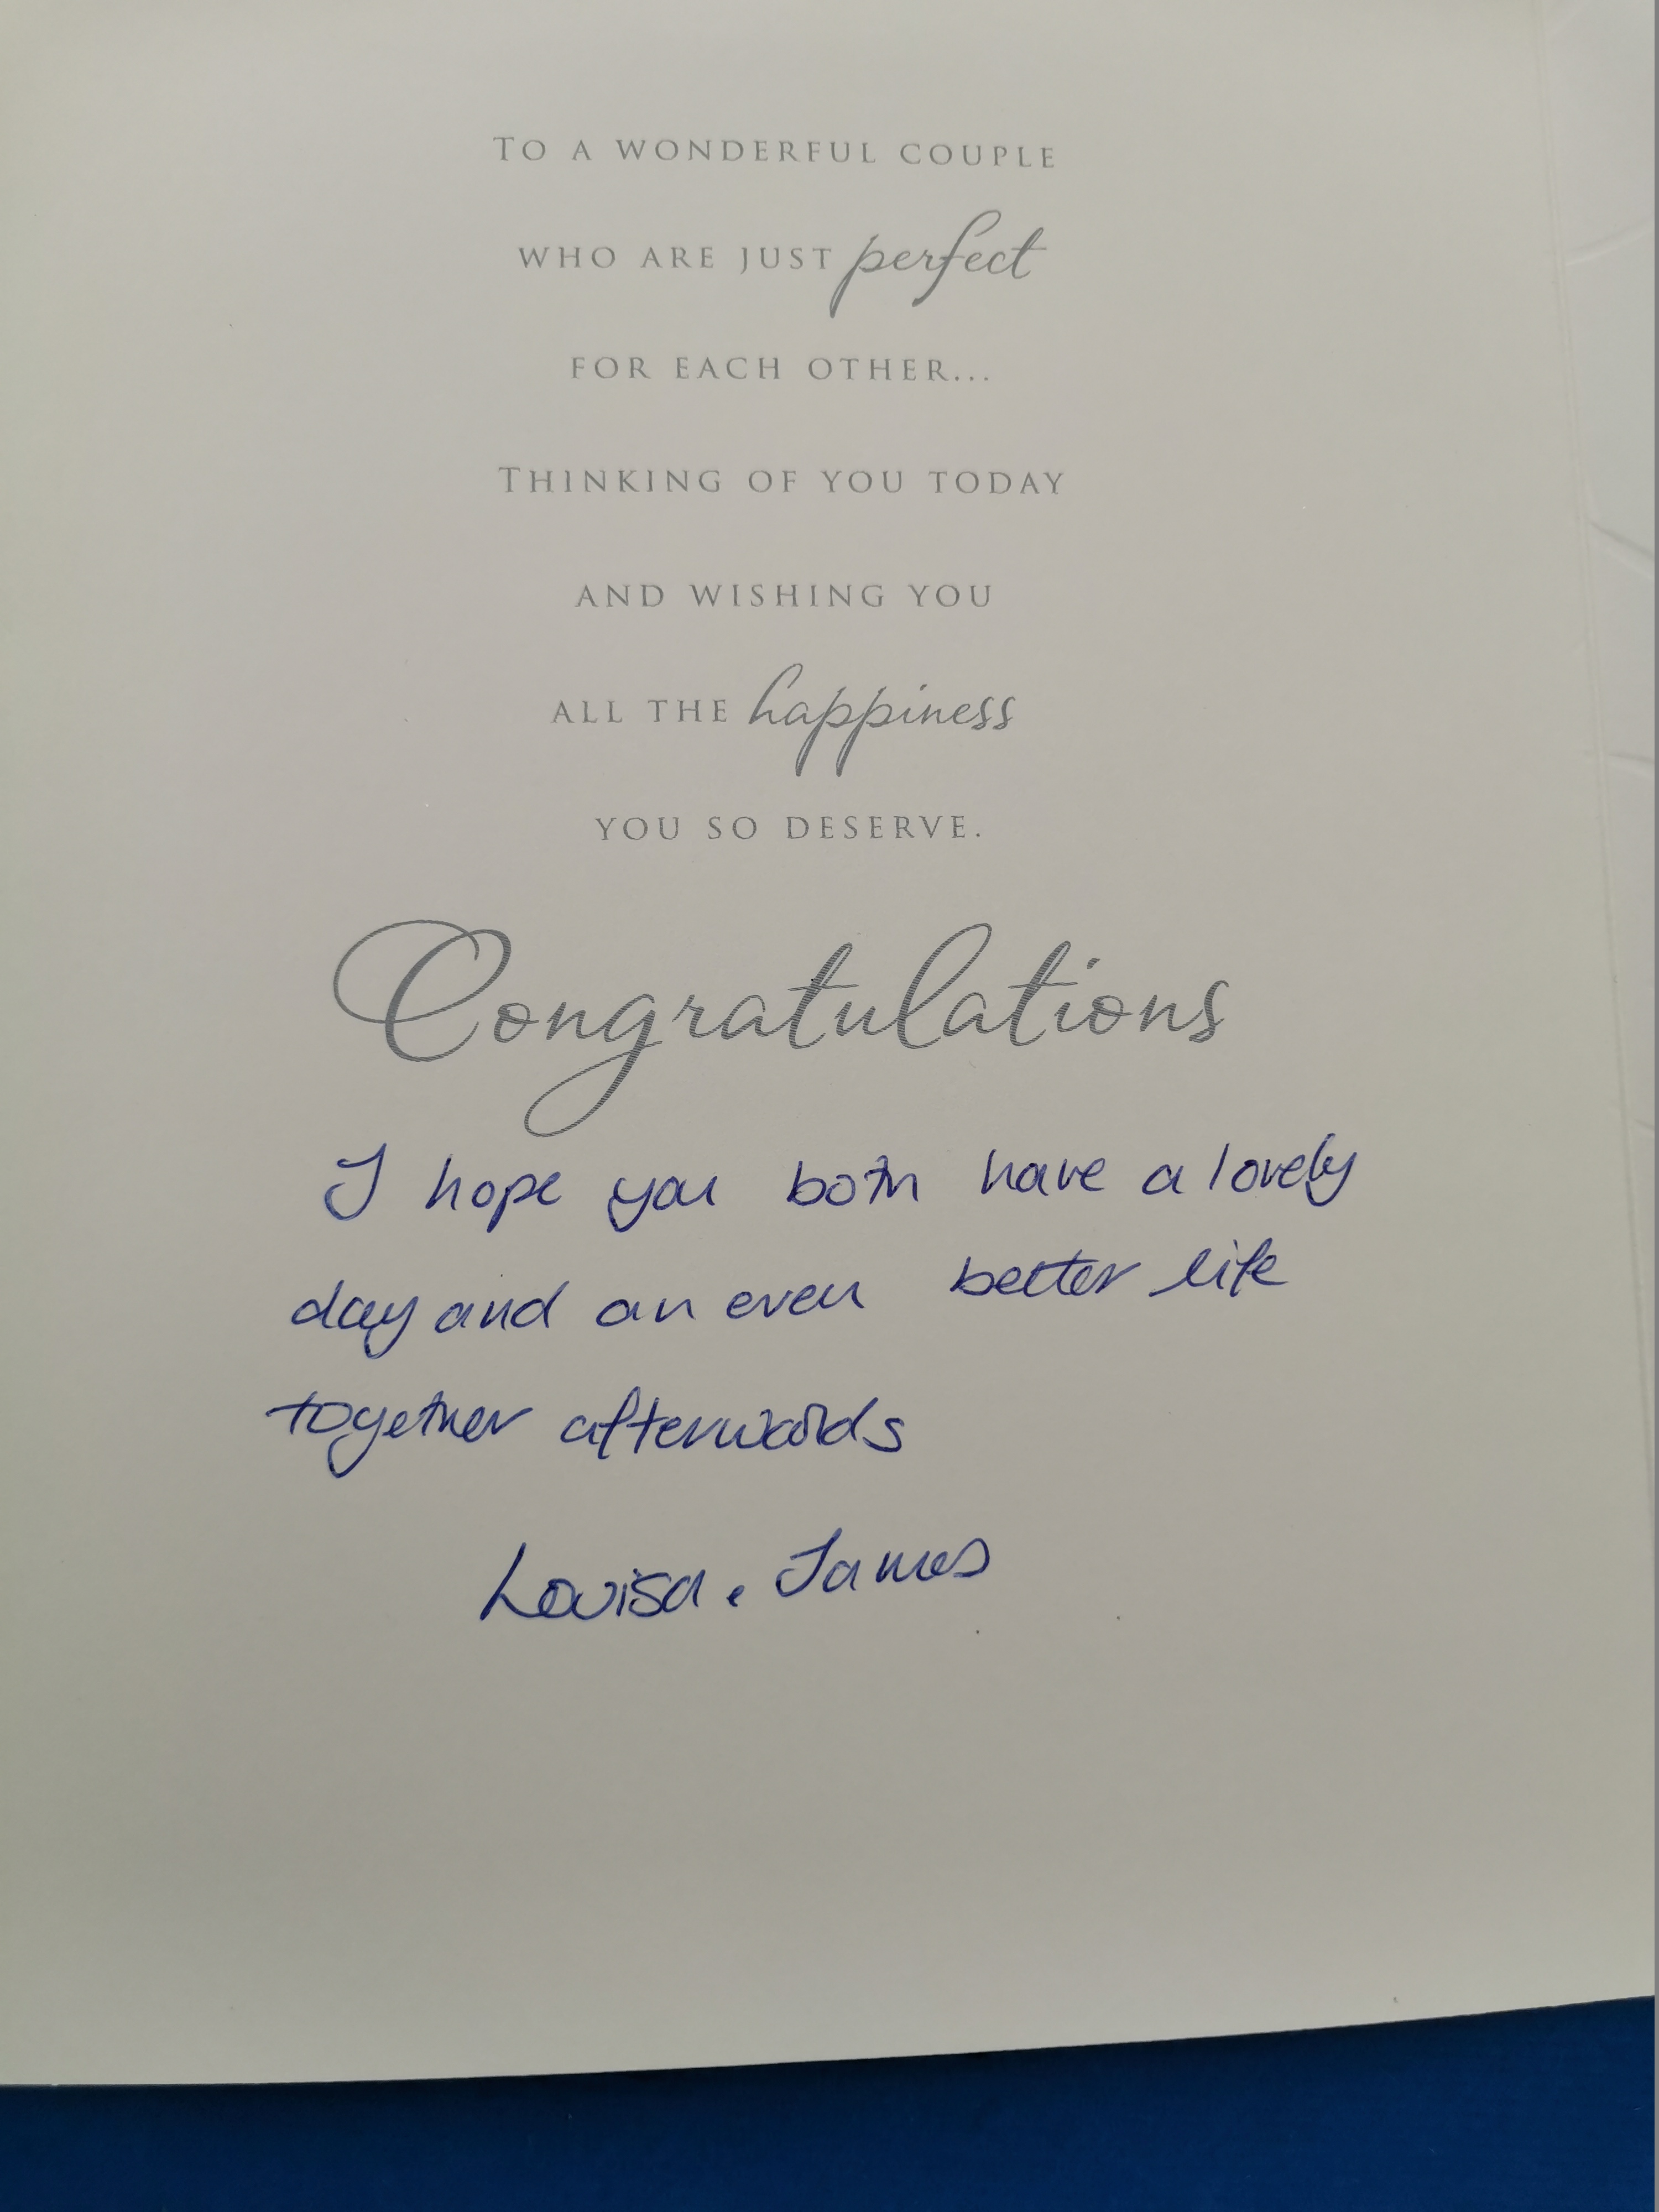 TO A WONDERFUL COUPLE
WHO ARE JUST perfect
FOR EACH OTHER...
THINKING OF YOU TODAY
AND WISHING YOU
ALL THE happiness
YOU SO DESERVE.
Congratulations
I hope you both have a lovely
day and an even better life
together afterwards
Louisa. James